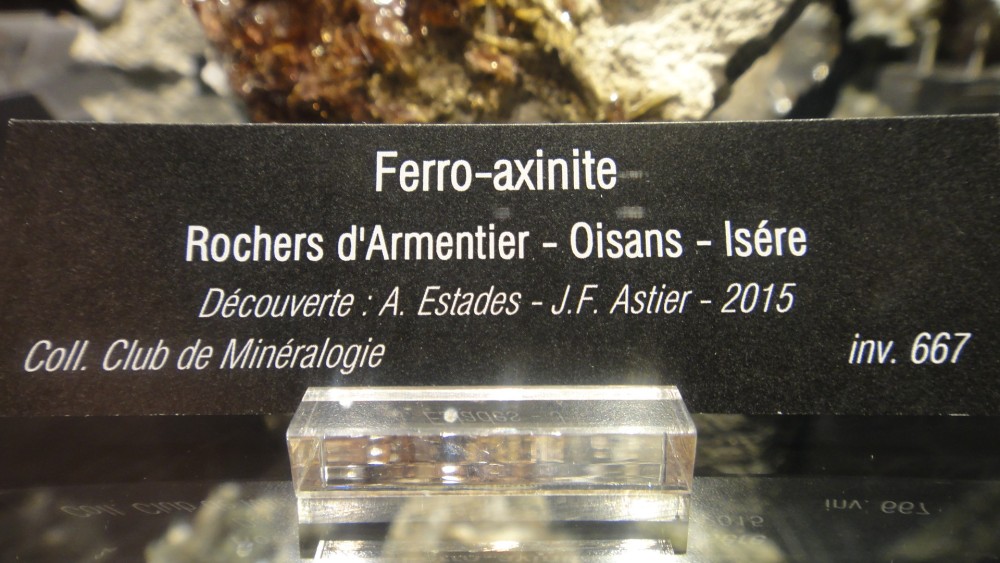 Ferro-axinite
Rochers d'Armentier - Oisans - Isére
Découverte : A. Estades - J.F. Astier - 2015
Coll. Club de Minéralogie inv. 667